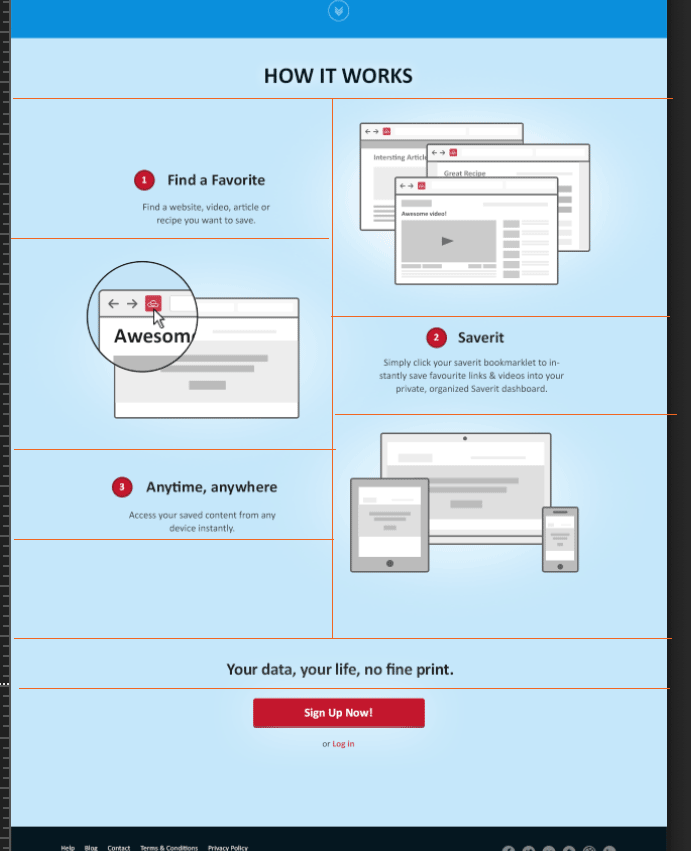 HOW IT WORKS
1 Find a Favorite
Find a website, video, article or
recipe you want to save.
Intersting Article
Great Recipe
Awesome video!
Awesom
2 Saverit
Simply click your saverit bookmarklet to in-
stantly save favourite links & videos into your
private, organized Saverit dashboard.
3 Anytime, anywhere
Access your saved content from any
device instantly.
Your data, your life, no fine print.
Sign Up Now!
or Log in
Help Blog Contact Terms & Conditions Privacy Policy